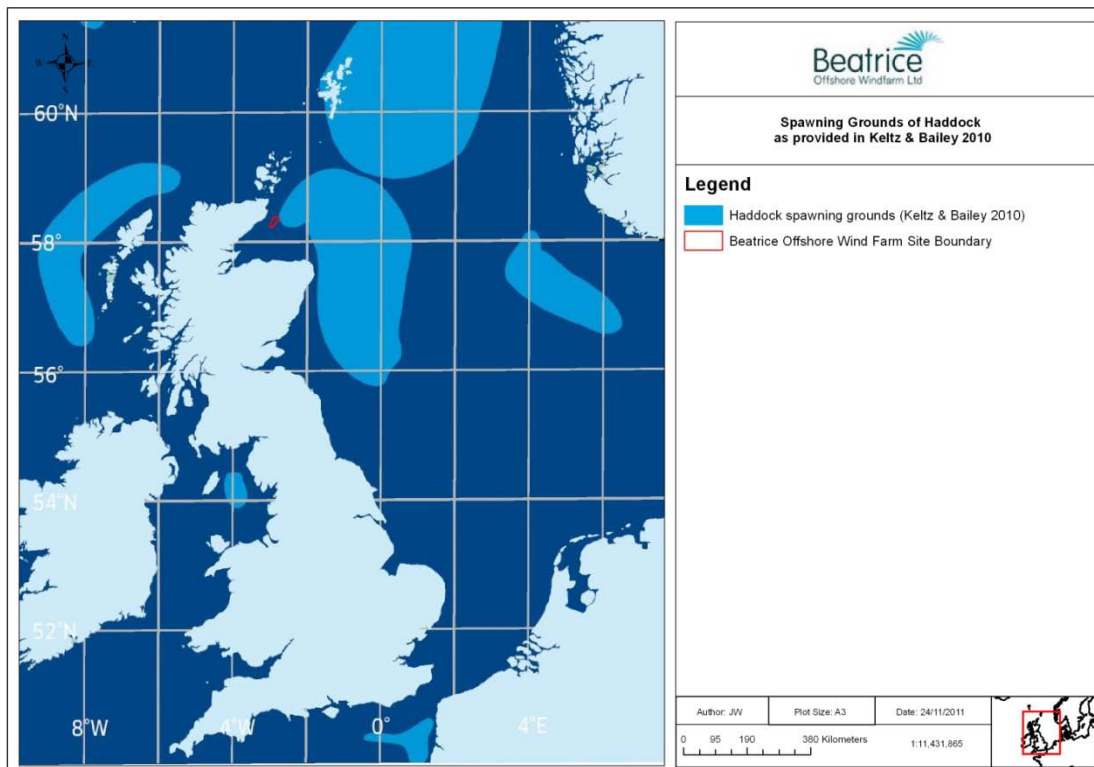 N
W E
S
60°N
58°
56°
54°N
52°N
8°W
4°W
0°
4°E
Beatrice
Offshore Windfarm Ltd
Spawning Grounds of Haddock
as provided in Keltz & Bailey 2010
Legend
Haddock spawning grounds (Keltz & Bailey 2010)
Beatrice Offshore Wind Farm Site Boundary
Author: JW
Plot Size: A3
Date: 24/11/2011
0 95 190 380 Kilometers
1:11,431,865